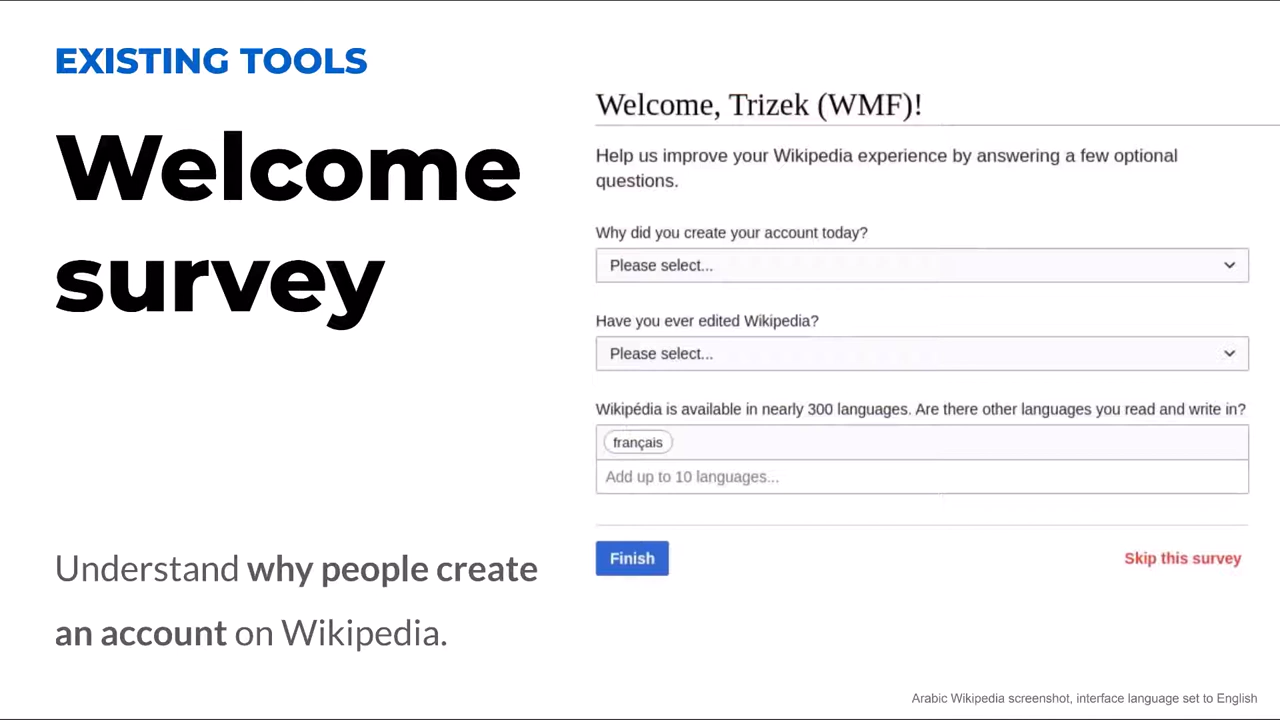 EXISTING TOOLS
Welcome
survey
Understand why people create
an account on Wikipedia.
Welcome, Trizek (WMF)!
Help us improve your Wikipedia experience by answering a few optional
questions.
Why did you create your account today?
Please select...
Have you ever edited Wikipedia?
Please select...
Wikipédia is available in nearly 300 languages. Are there other languages you read and write in?
français
Add up to 10 languages...
Finish
Skip this survey
Arabic Wikipedia screenshot, interface language set to English